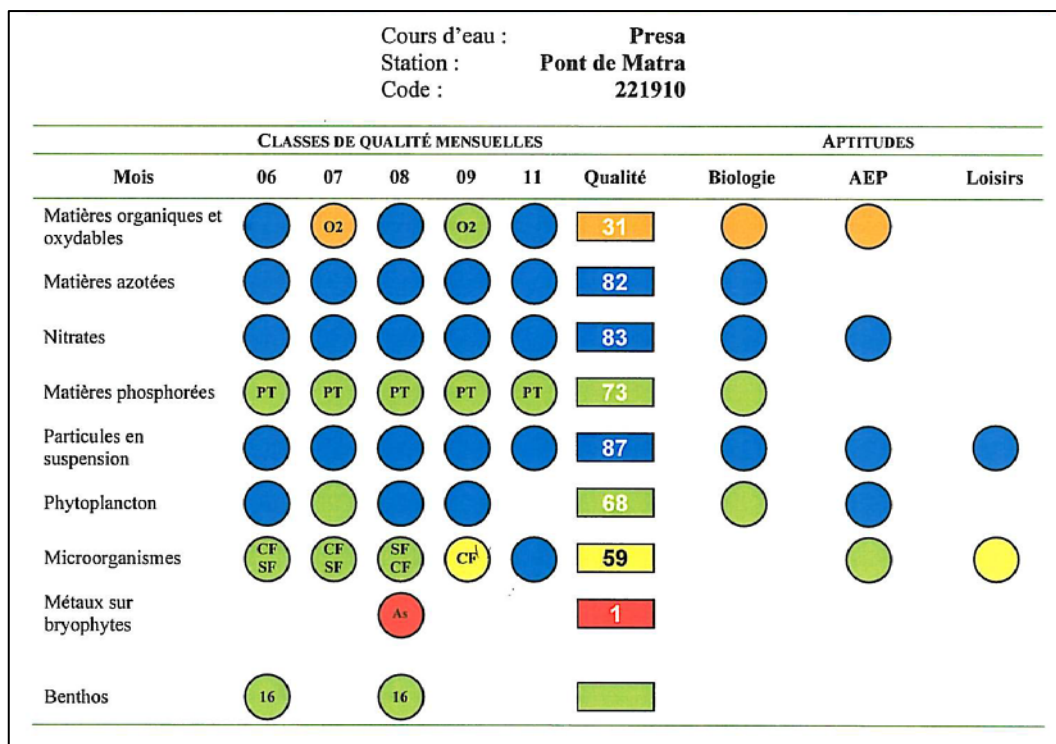 Cours d'eau : Presa
Station : Pont de Matra
Code : 221910
CLASSES DE QUALITÉ MENSUELLES APTITUDES
Mois 06 07 08 09 11 Qualité Biologie AEP Loisirs
Matières organiques et
oxydables O2 O2 31
Matières azotées 82
Nitrates 83
Matières phosphorées PT PT PT PT PT 73
Particules en
suspension 87
Phytoplancton 68
Microorganismes CF CF SF CF 59
SF SF CF
Métaux sur
bryophytes As 1
Benthos 16 16